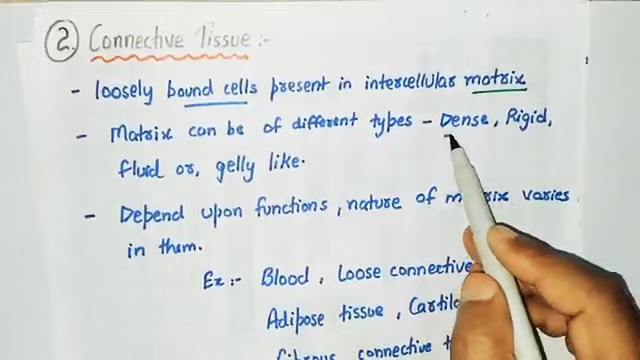 2. Connective Tissue :-
- loosely bound cells present in intercellular matrix
- Matrix can be of different types - Dense, Rigid,
fluid or, gelly like.
- Depend upon functions, nature of varies
in them.
Ex:- Blood, Loose connective
Adipose tissue,
connective